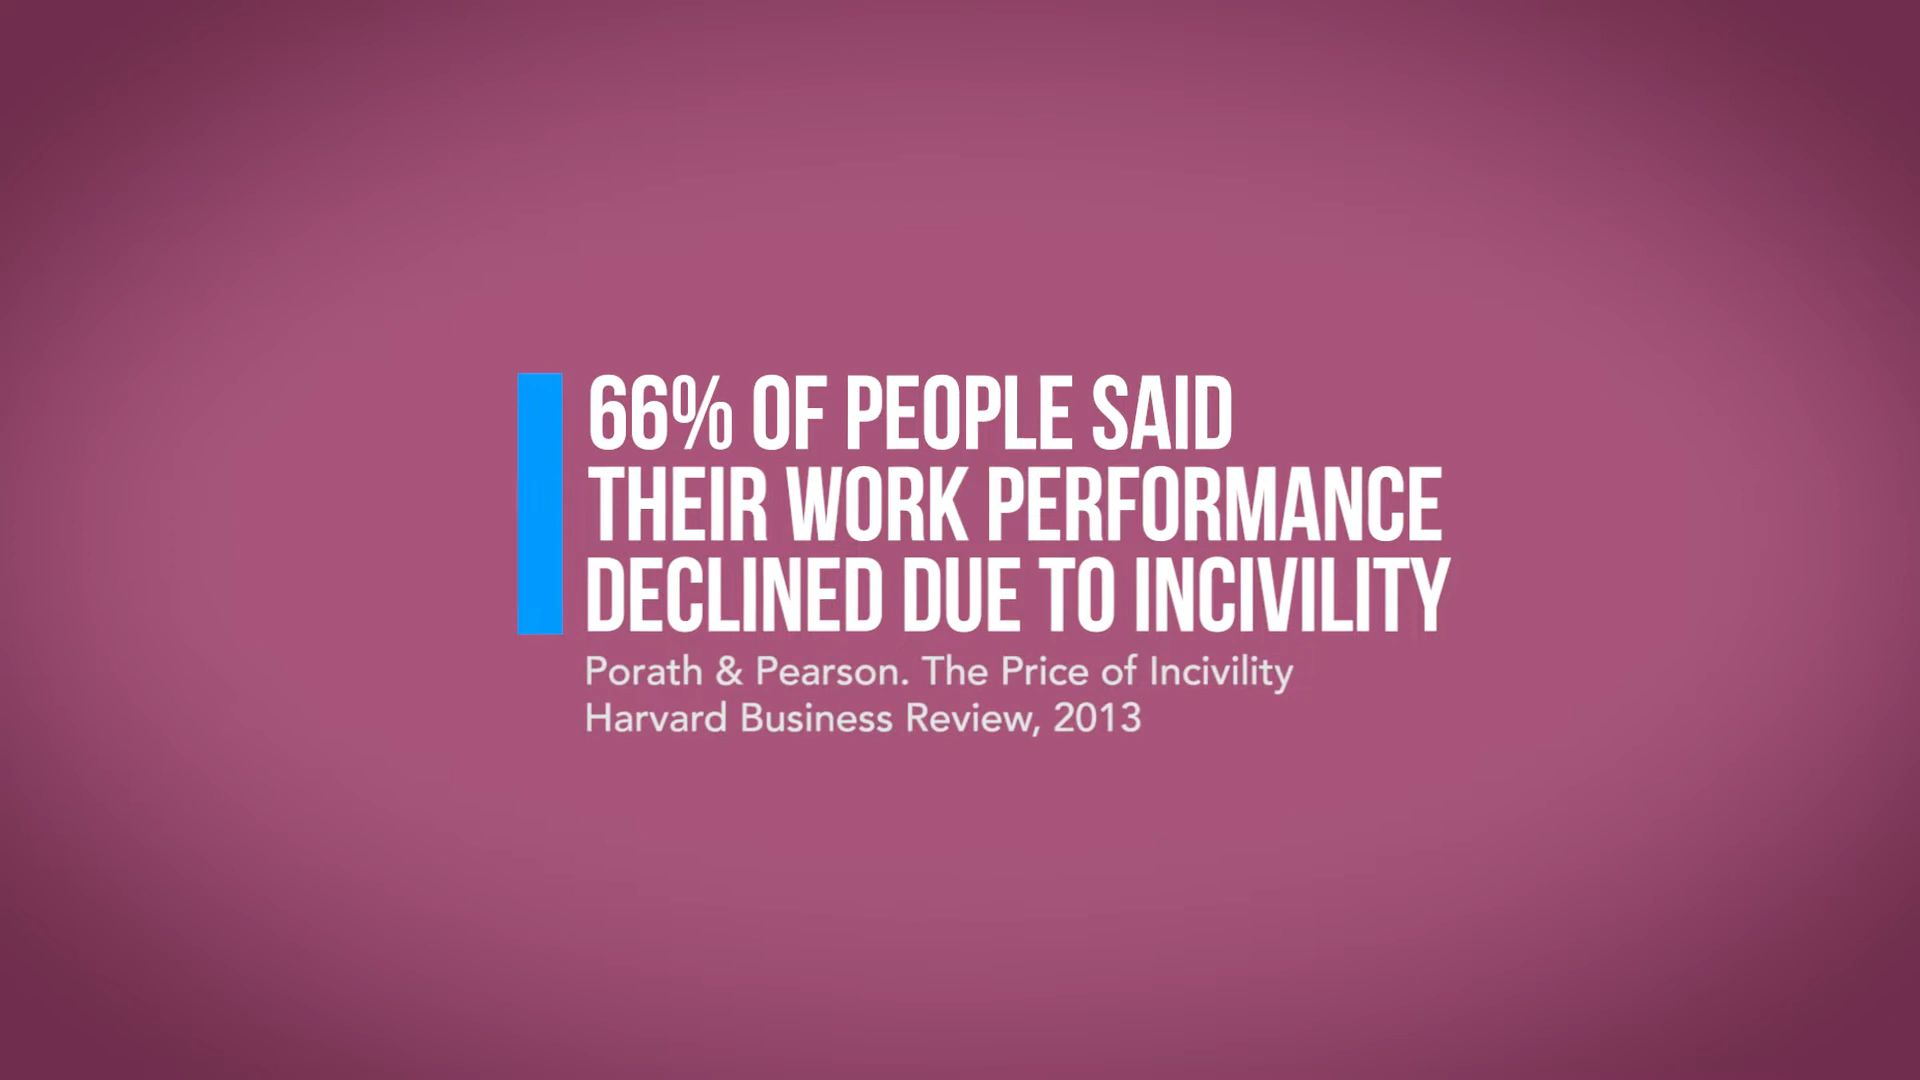 66% OF PEOPLE SAID
THEIR WORK PERFORMANCE
DECLINED DUE TO INCIVILITY
Porath & Pearson. The Price of Incivility
Harvard Business Review, 2013